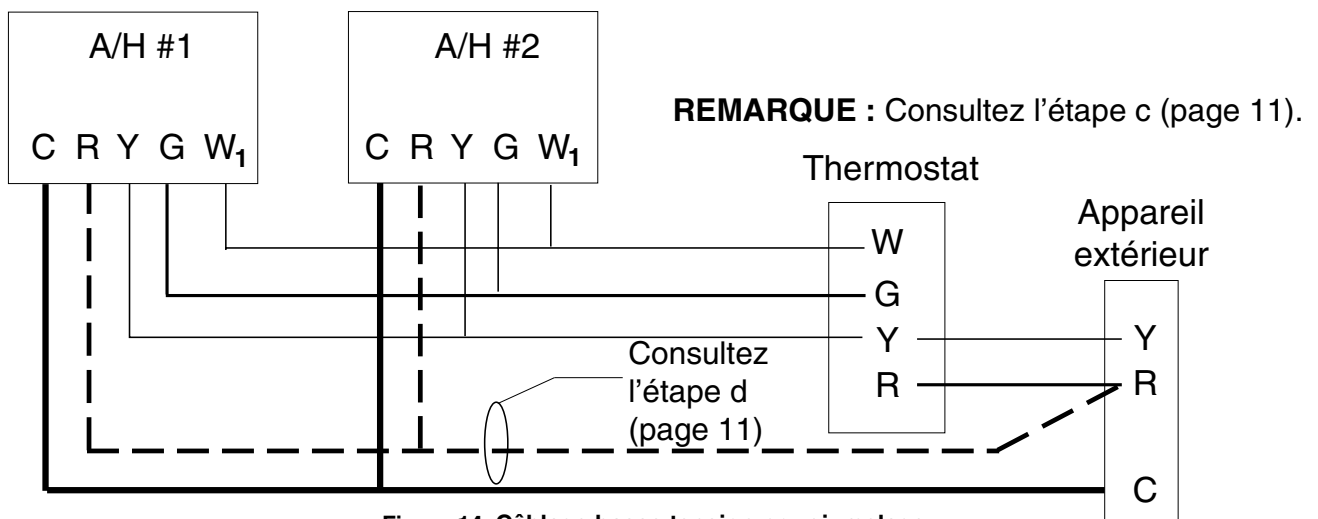 A/H #1
A/H #2
REMARQUE : Consultez l’étape c (page 11).
C R Y G W1
C R Y G W1
Thermostat
Appareil
extérieur
W
G
Y
R
Y
R
C
Consultez
l’étape d
(page 11)